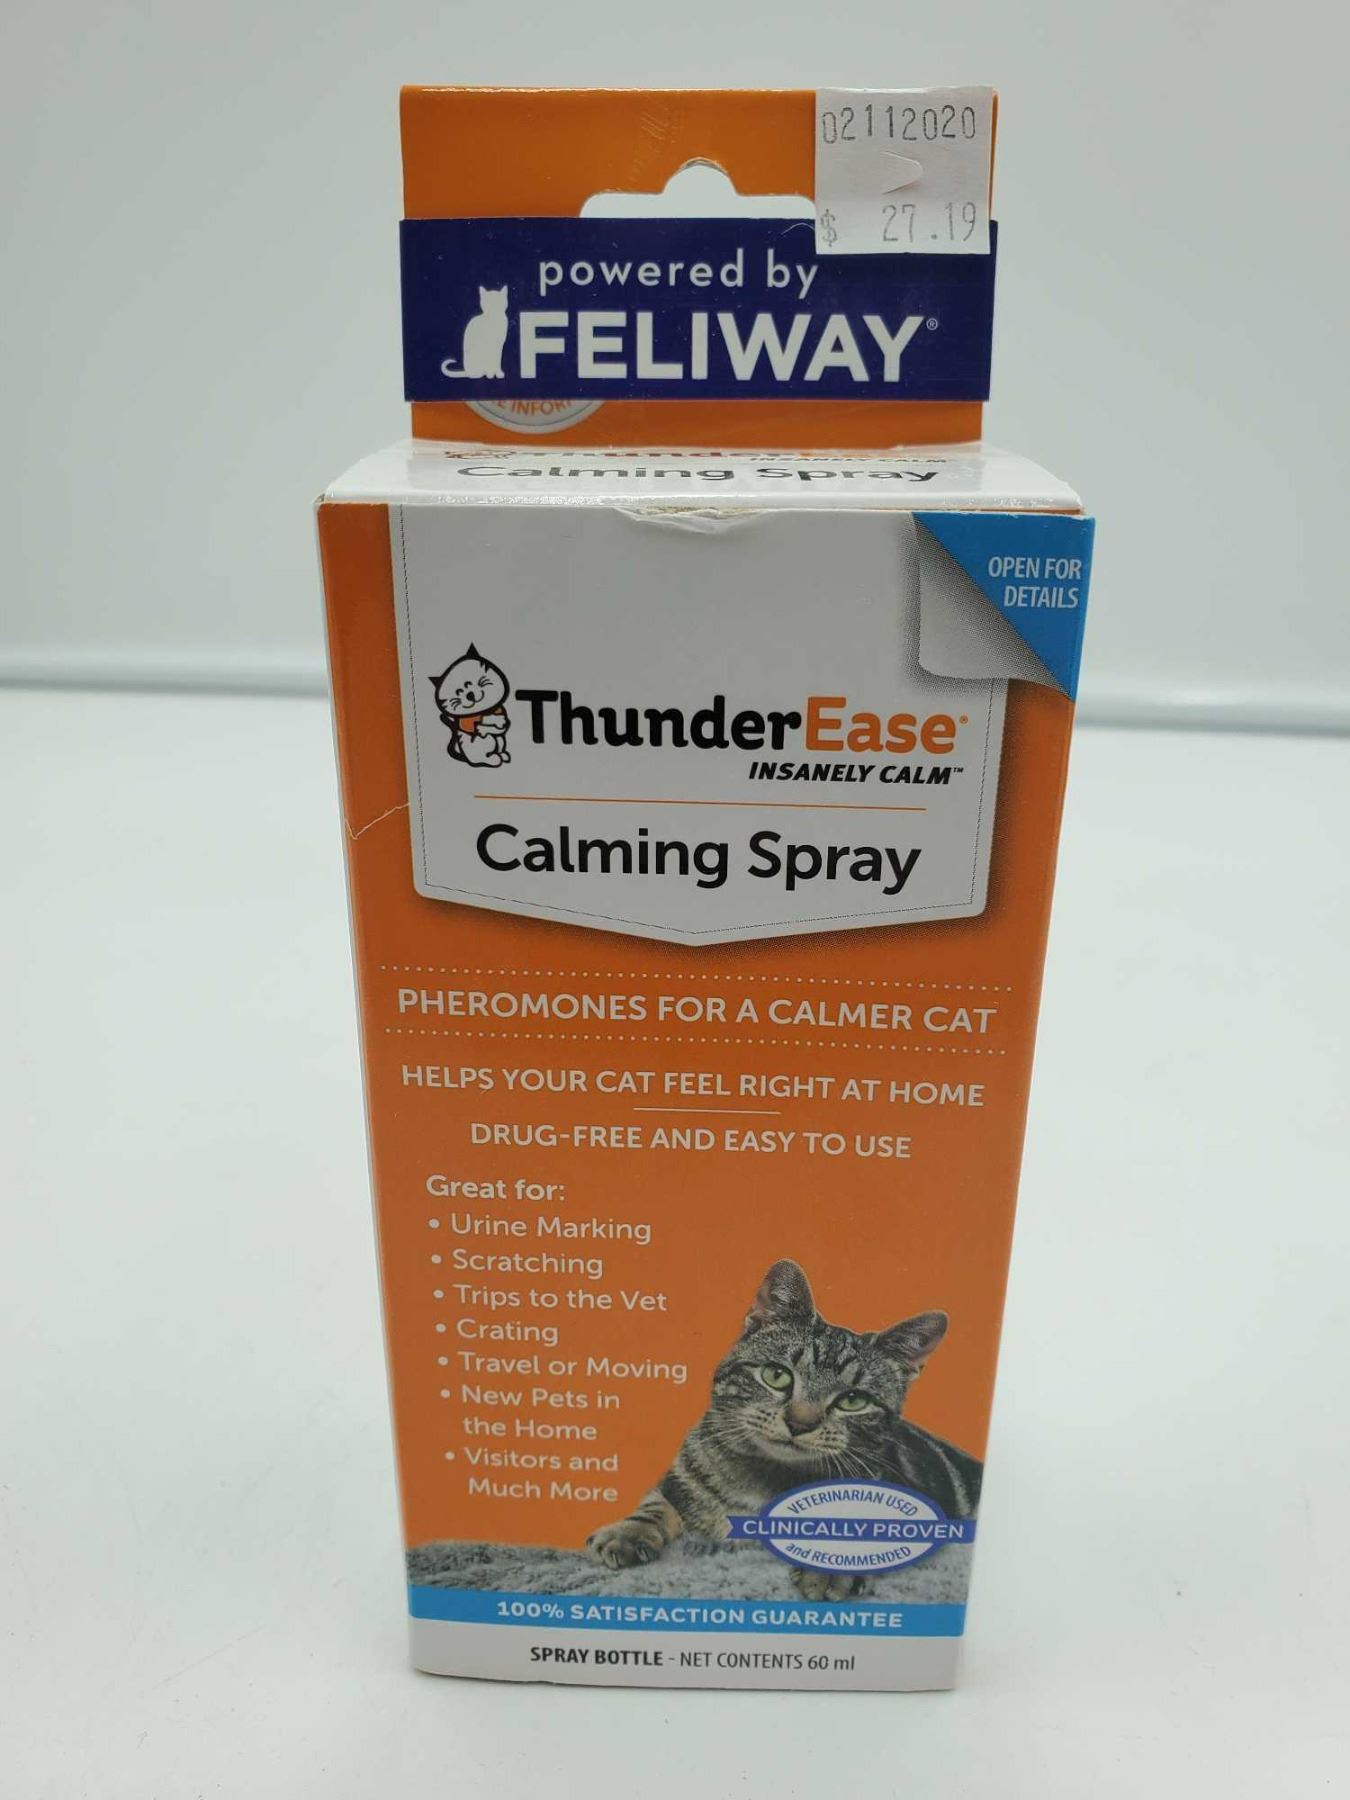 02112020
$ 27.19
powered by
FELIWAY®
Calming Spray
OPEN FOR
DETAILS
ThunderEase®
INSANELY CALM™
Calming Spray
PHEROMONES FOR A CALMER CAT
HELPS YOUR CAT FEEL RIGHT AT HOME
DRUG-FREE AND EASY TO USE
Great for:
• Urine Marking
• Scratching
• Trips to the Vet
• Crating
• Travel or Moving
• New Pets in
the Home
• Visitors and
Much More
VETERINARIAN USED
CLINICALLY PROVEN
and RECOMMENDED
100% SATISFACTION GUARANTEE
SPRAY BOTTLE - NET CONTENTS 60 ml